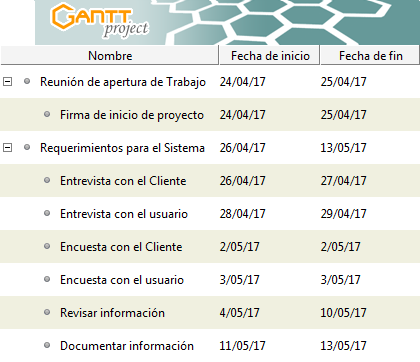 GANTT
project
Nombre Fecha de inicio Fecha de fin
Reunión de apertura de Trabajo 24/04/17 25/04/17
Firma de inicio de proyecto 24/04/17 25/04/17
Requerimientos para el Sistema 26/04/17 13/05/17
Entrevista con el Cliente 26/04/17 27/04/17
Entrevista con el usuario 28/04/17 29/04/17
Encuesta con el Cliente 2/05/17 2/05/17
Encuesta con el usuario 3/05/17 3/05/17
Revisar información 4/05/17 10/05/17
Documentar información 11/05/17 13/05/17